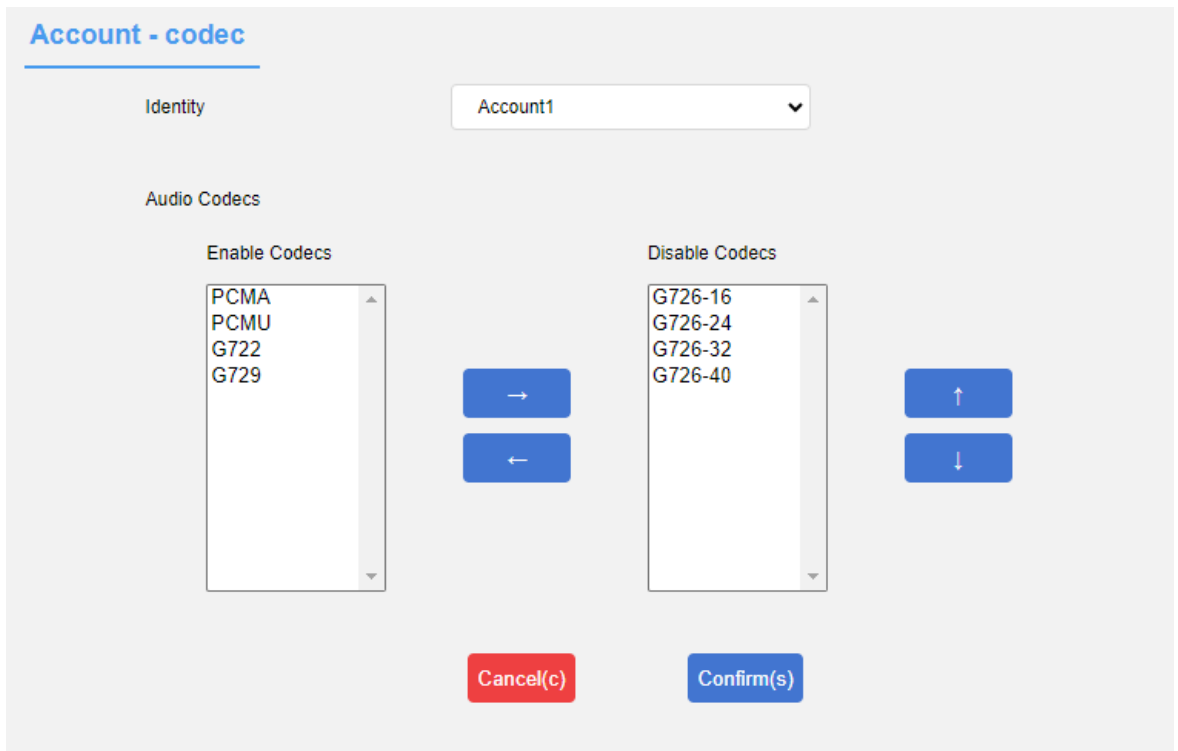 Account - codec
Identity
Account1
Audio Codecs
Enable Codecs
PCMA
PCMU
G722
G729
→
←
Disable Codecs
G726-16
G726-24
G726-32
G726-40
↑
↓
Cancel(c)
Confirm(s)